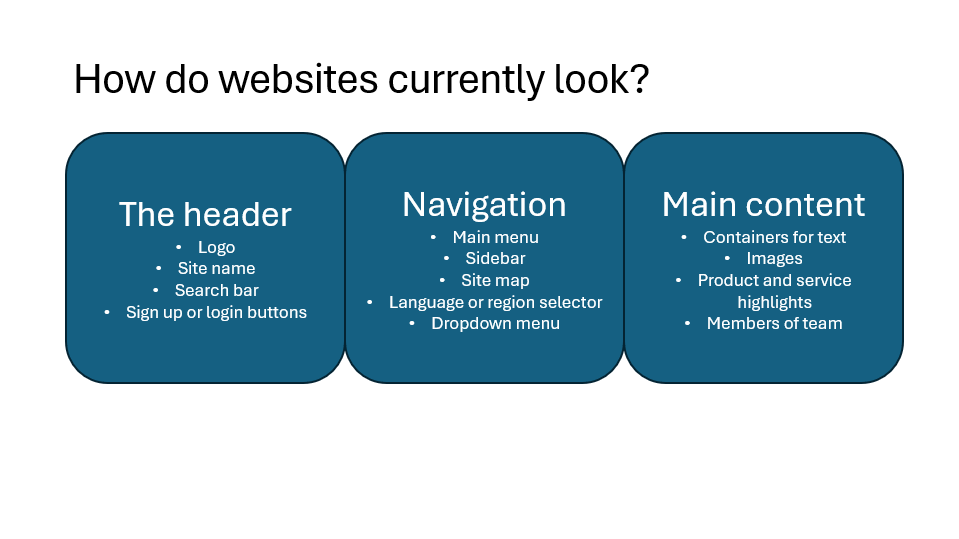 How do websites currently look?
The header
• Logo
• Site name
• Search bar
• Sign up or login buttons
Navigation
• Main menu
• Sidebar
• Site map
• Language or region selector
• Dropdown menu
Main content
• Containers for text
• Images
• Product and service
highlights
• Members of team